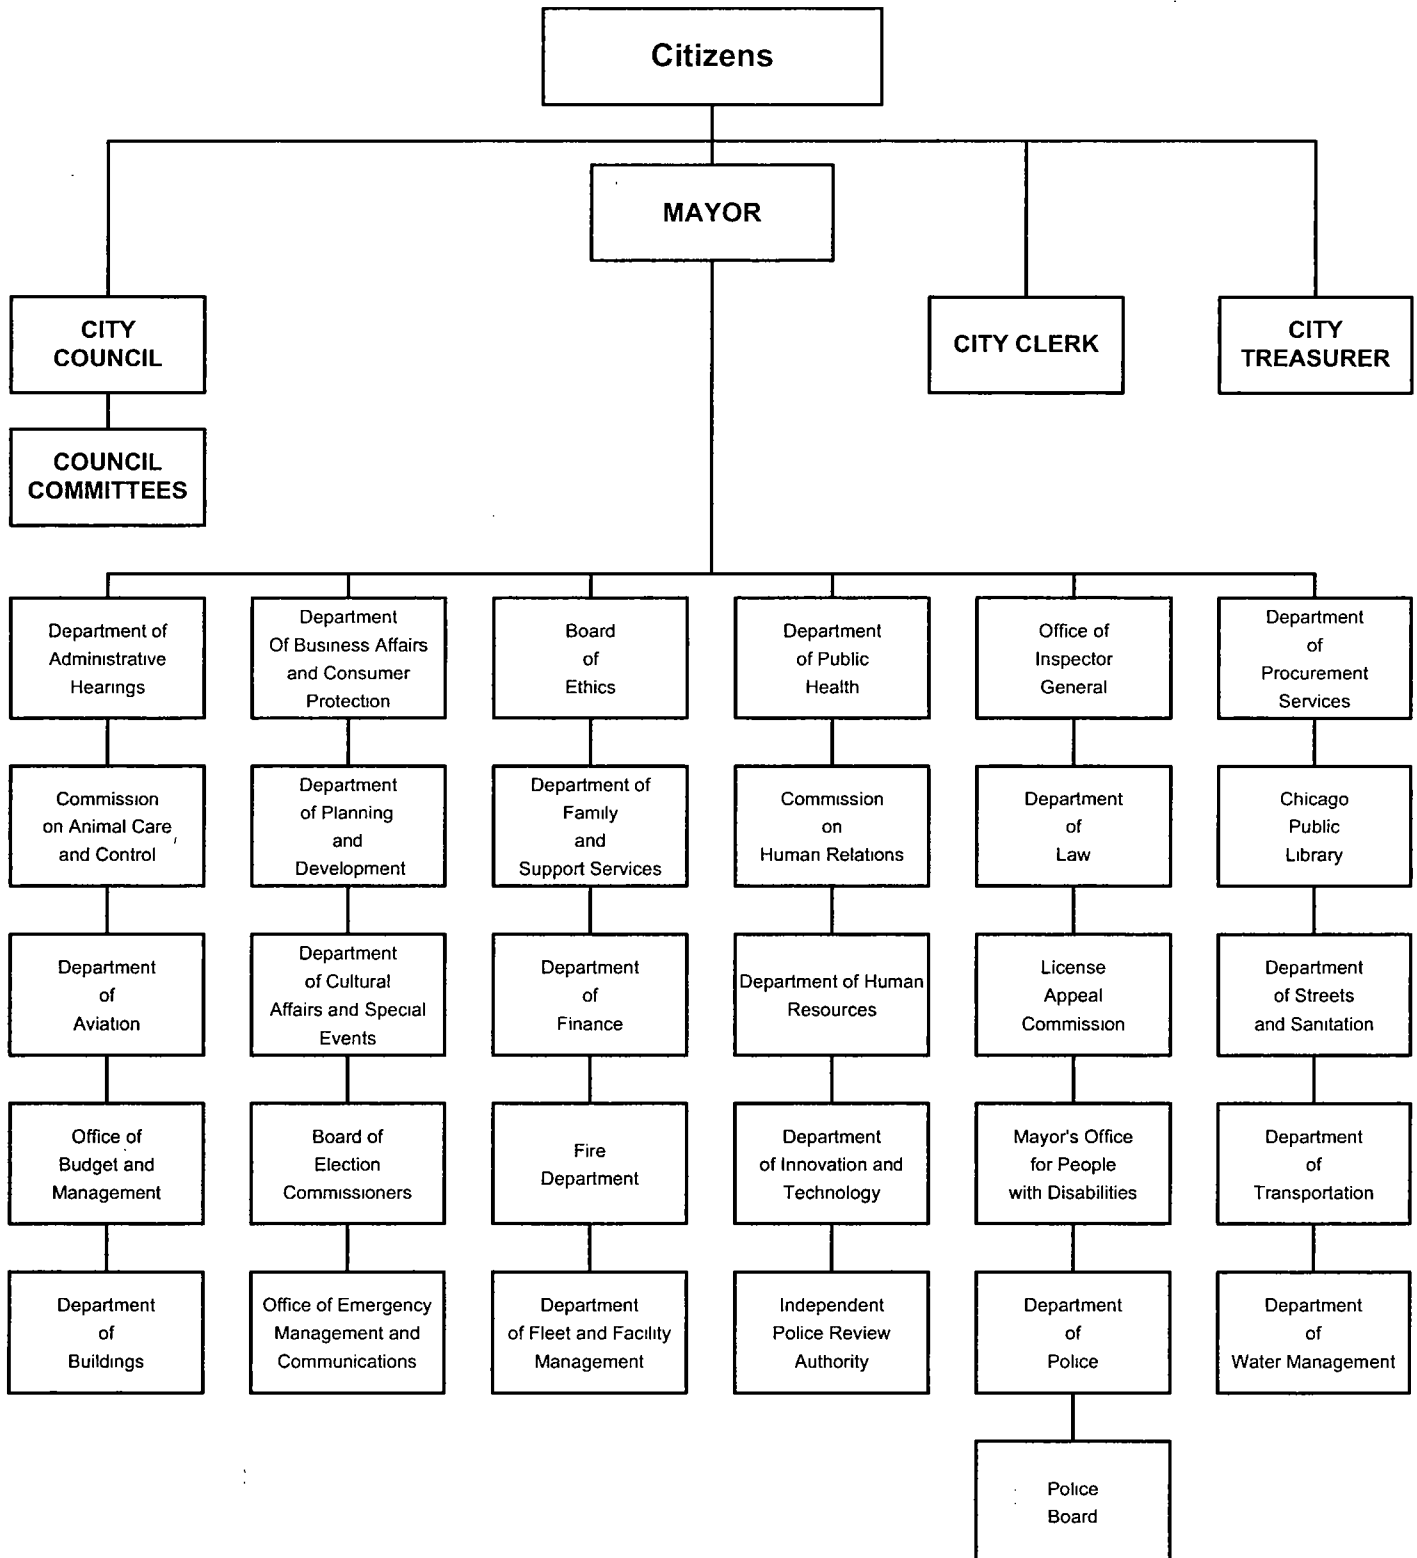 Citizens
MAYOR
CITY
COUNCIL
CITY CLERK
CITY
TREASURER
COUNCIL
COMMITTEES
Department of
Administrative
Hearings
Department
Of Business Affairs
and Consumer
Protection
Board
of
Ethics
Department
of Public
Health
Office of
Inspector
General
Department
of
Procurement
Services
Commission
on Animal Care
and Control
Department
of Planning
and
Development
Department of
Family
and
Support Services
Commission
on
Human Relations
Department
of
Law
Chicago
Public
Library
Department
of
Aviation
Department
of Cultural
Affairs and Special
Events
Department
of
Finance
Department of Human
Resources
License
Appeal
Commission
Department
of Streets
and Sanitation
Office of
Budget and
Management
Board of
Election
Commissioners
Fire
Department
Department
of Innovation and
Technology
Mayor's Office
for People
with Disabilities
Department
of
Transportation
Department
of
Buildings
Office of Emergency
Management and
Communications
Department
of Fleet and Facility
Management
Independent
Police Review
Authority
Department
of
Police
Department
of
Water Management
Police
Board